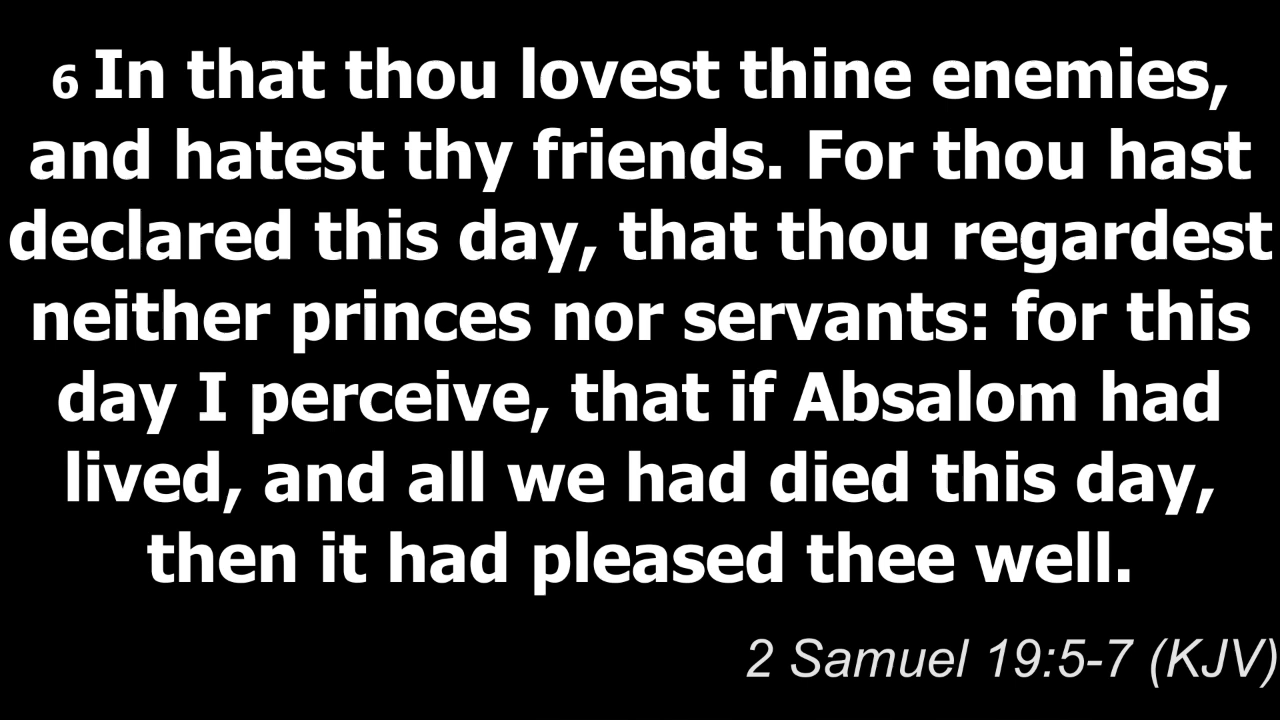 6 In that thou lovest thine enemies,
and hatest thy friends. For thou hast
declared this day, that thou regardest
neither princes nor servants: for this
day I perceive, that if Absalom had
lived, and all we had died this day,
then it had pleased thee well.
2 Samuel 19:5-7 (KJV)